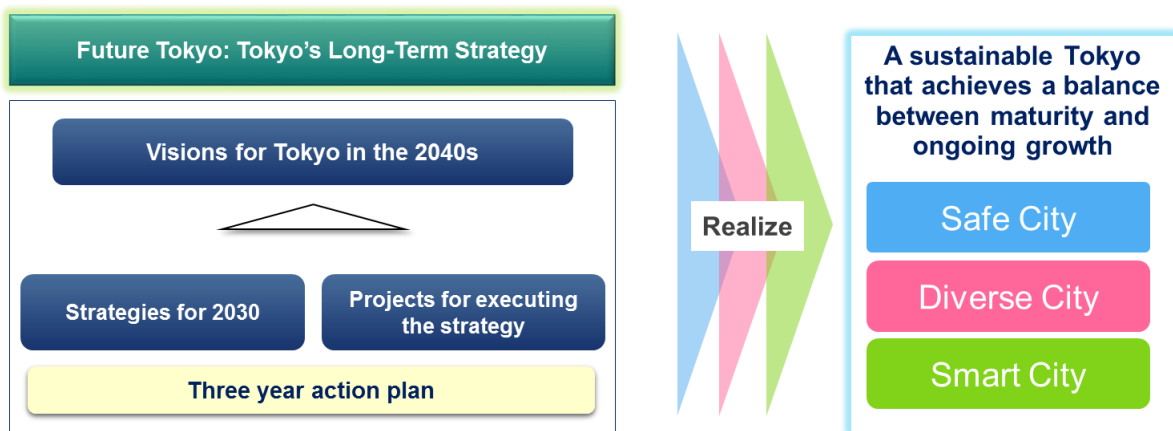 Future Tokyo: Tokyo's Long-Term Strategy
Visions for Tokyo in the 2040s
Strategies for 2030
Projects for executing
the strategy
Three year action plan
Realize
A sustainable Tokyo
that achieves a balance
between maturity and
ongoing growth
Safe City
Diverse City
Smart City